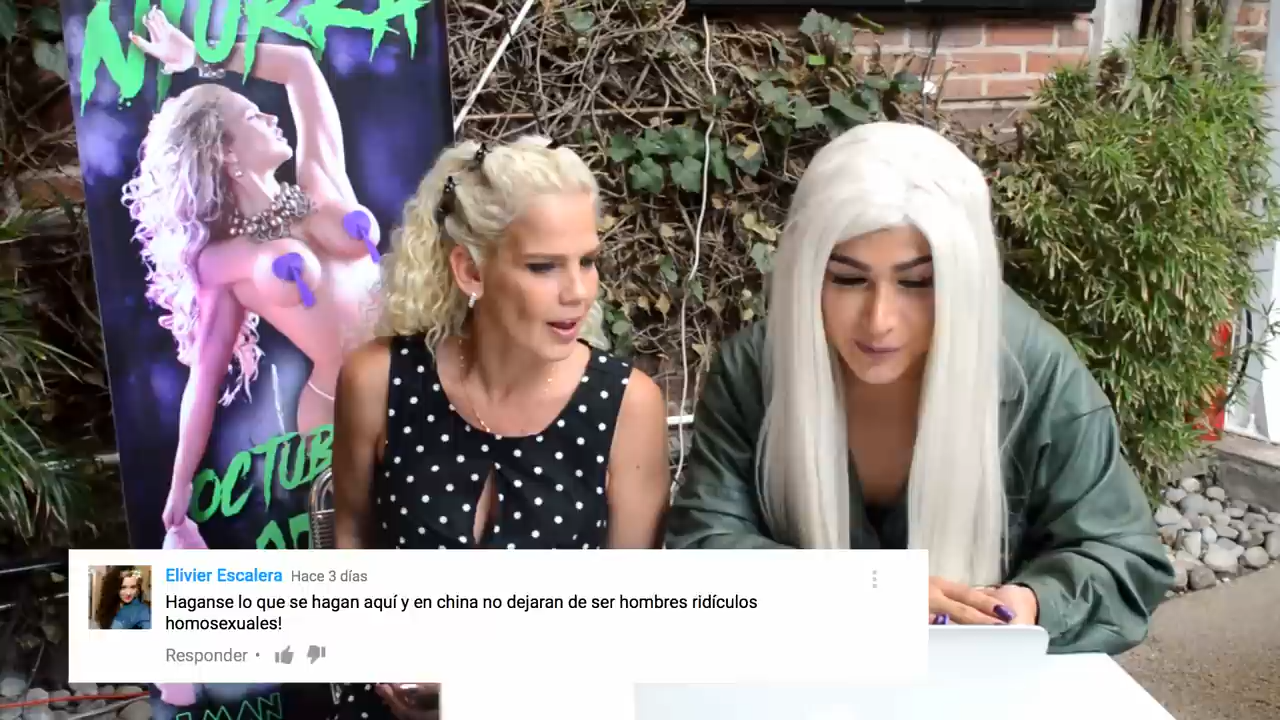 OCTUB
Elivier Escalera Hace 3 días
Haganse lo que se hagan aquí y en china no dejaran de ser hombres ridículos
homosexuales!
Responder •